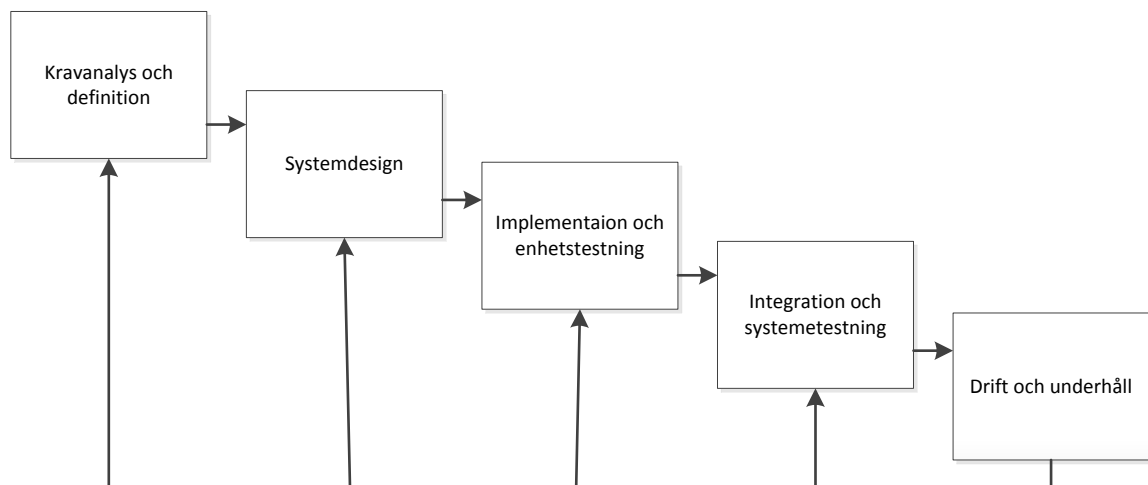 Kravanalys och
definition
Systemdesign
Implementaion och
enhetstestning
Integration och
systemetestning
Drift och underhåll